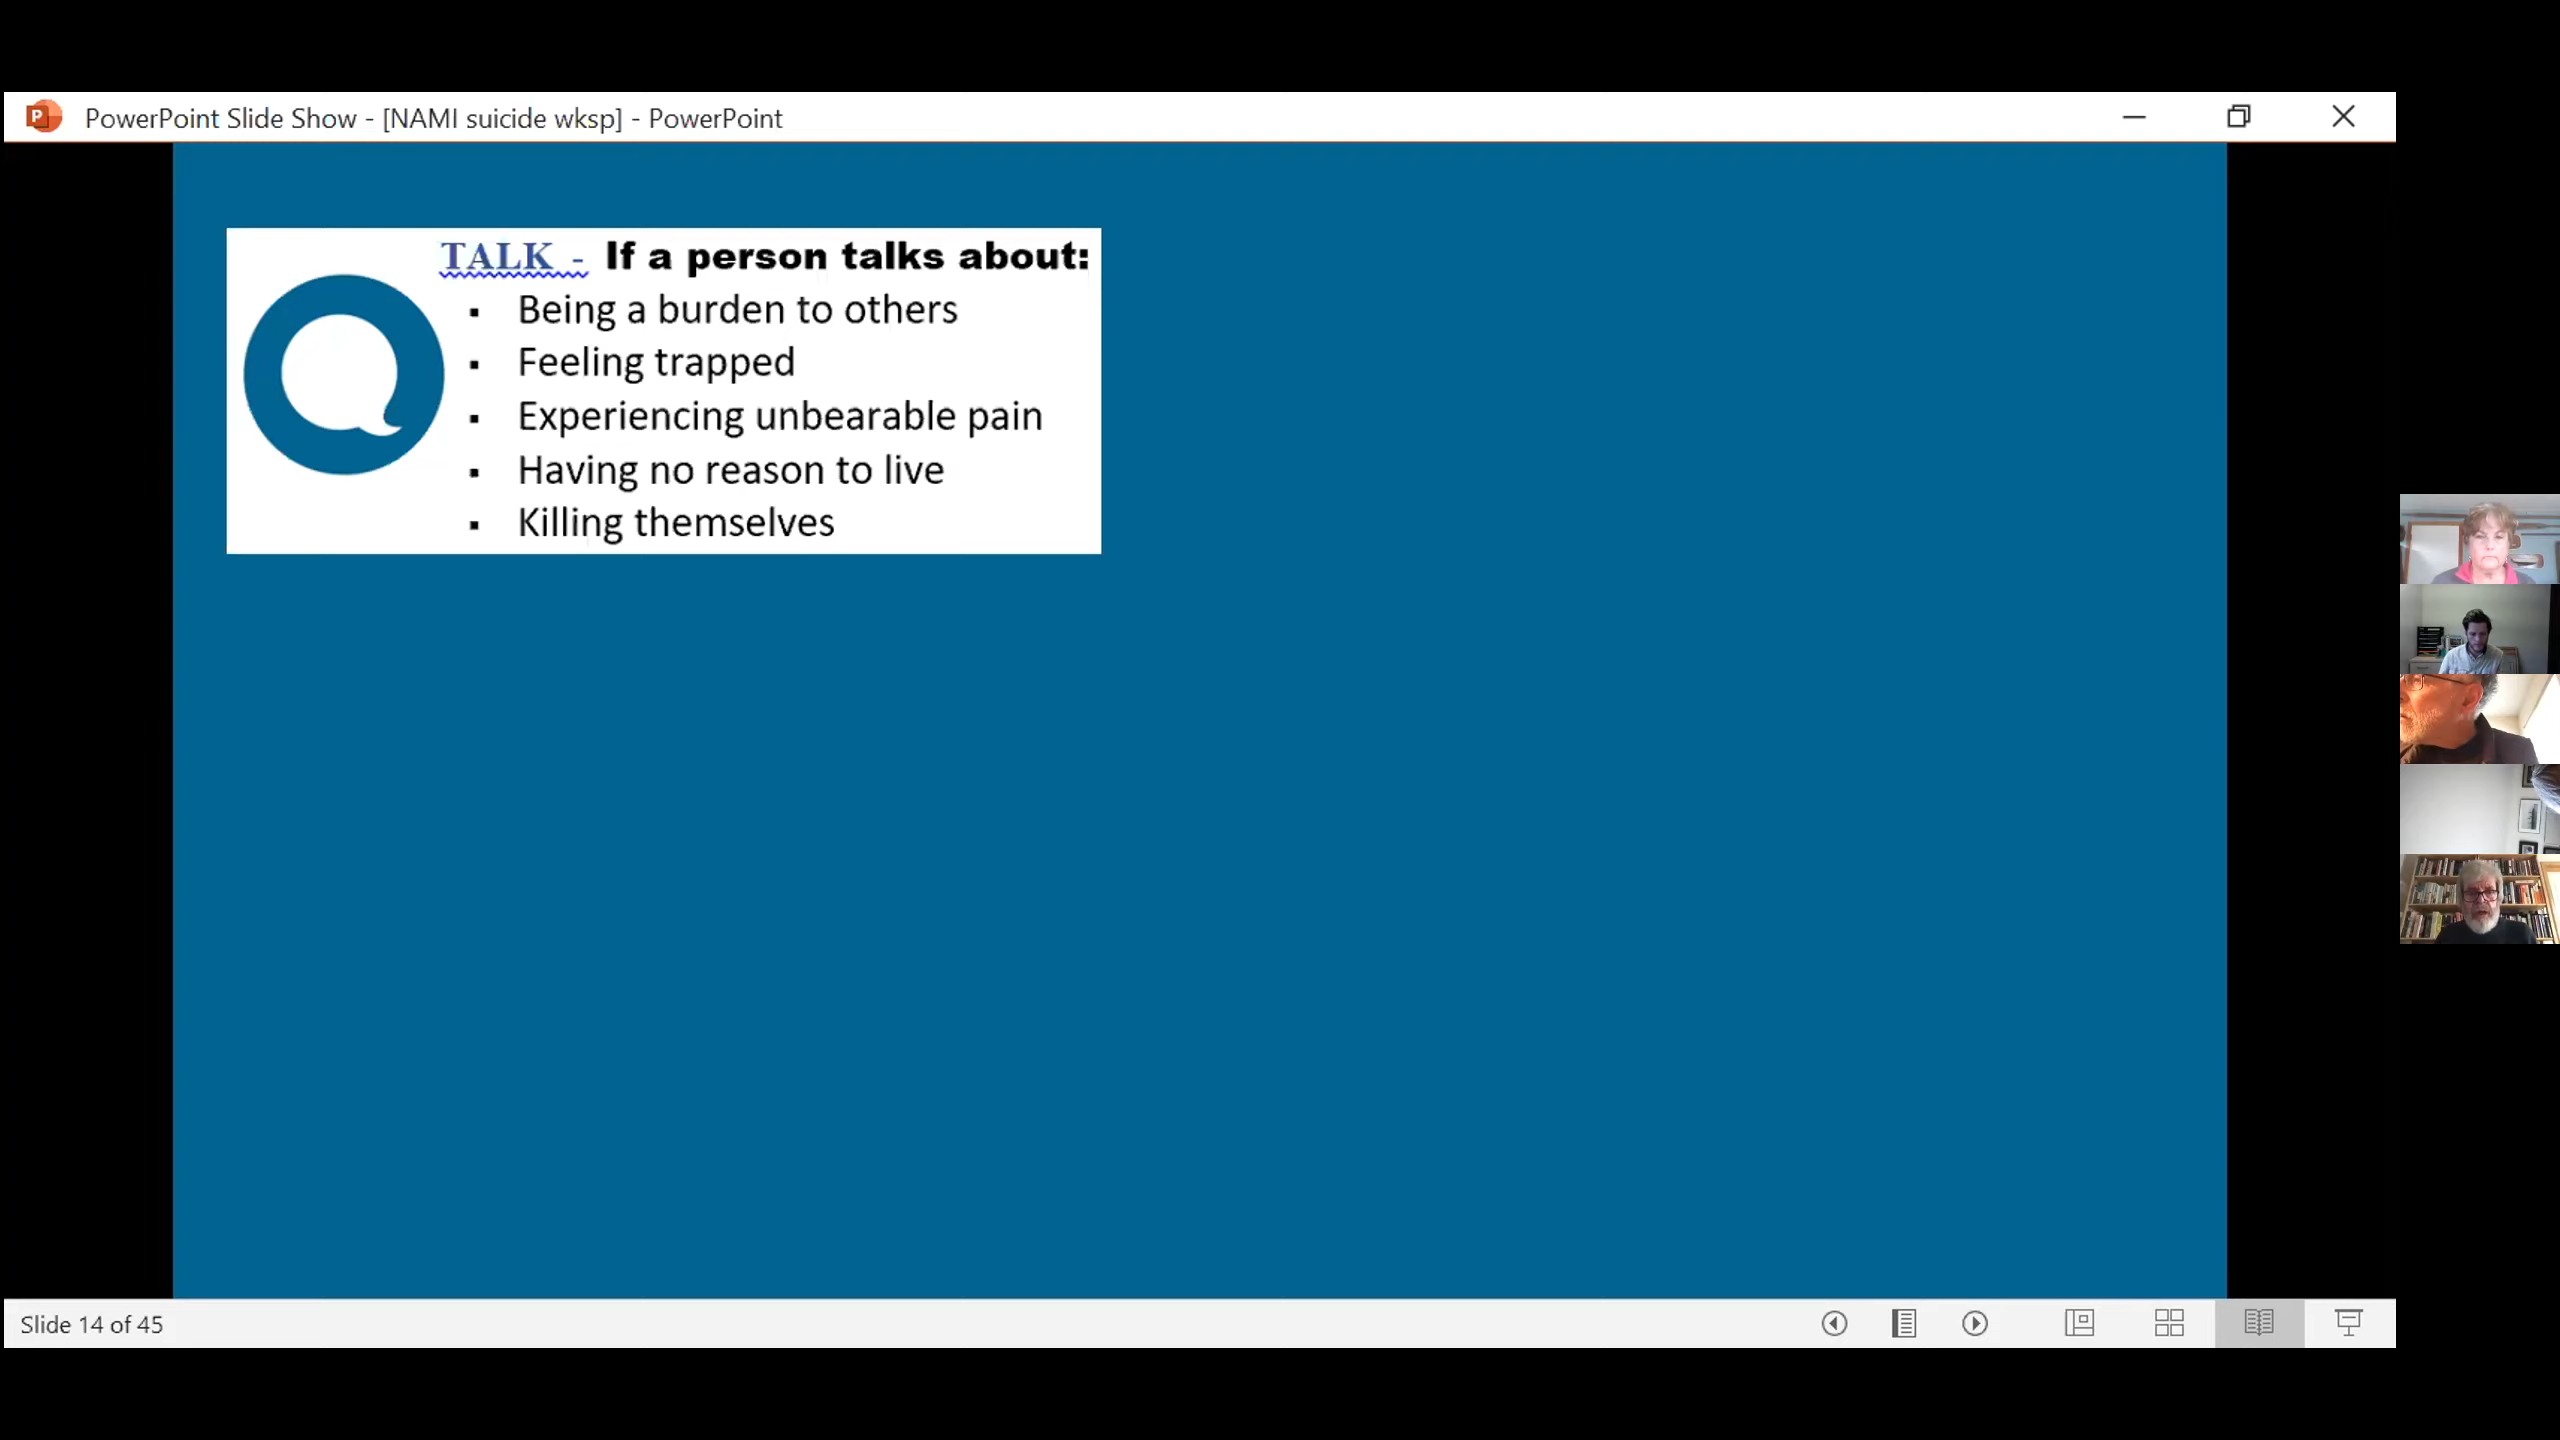 PowerPoint Slide Show - [NAMI suicide wksp] - PowerPoint
TALK - If a person talks about:
▪ Being a burden to others
▪ Feeling trapped
▪ Experiencing unbearable pain
▪ Having no reason to live
▪ Killing themselves
Slide 14 of 45